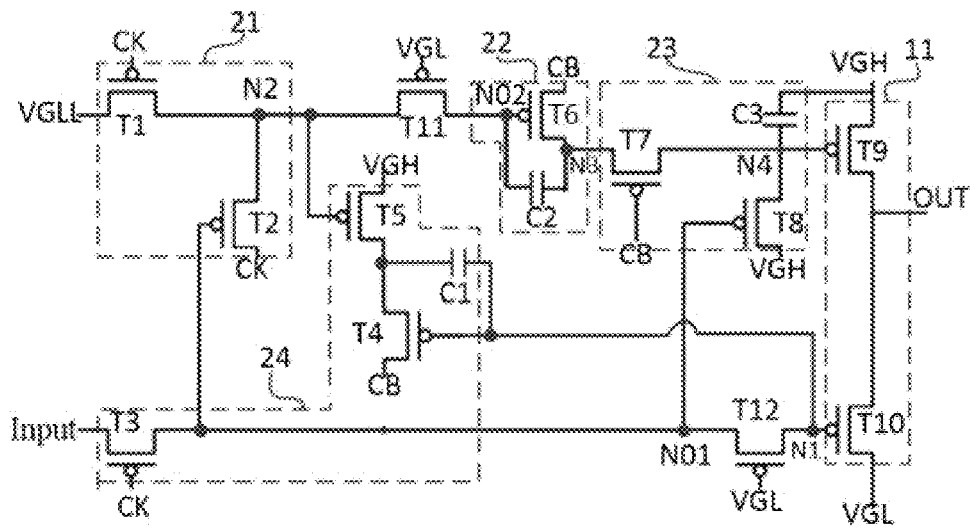 21
CK
VGL
22
CB
23
VGH
11
N2
N02
VGLL
T1
T11
T6
C3
T7
T9
VGH
N3
N4
T5
C2
OUT
T2
T8
CK
C1
CB
VGH
T4
24
CB
Input
T3
T12
T10
N01
N1
CK
VGL
VGL